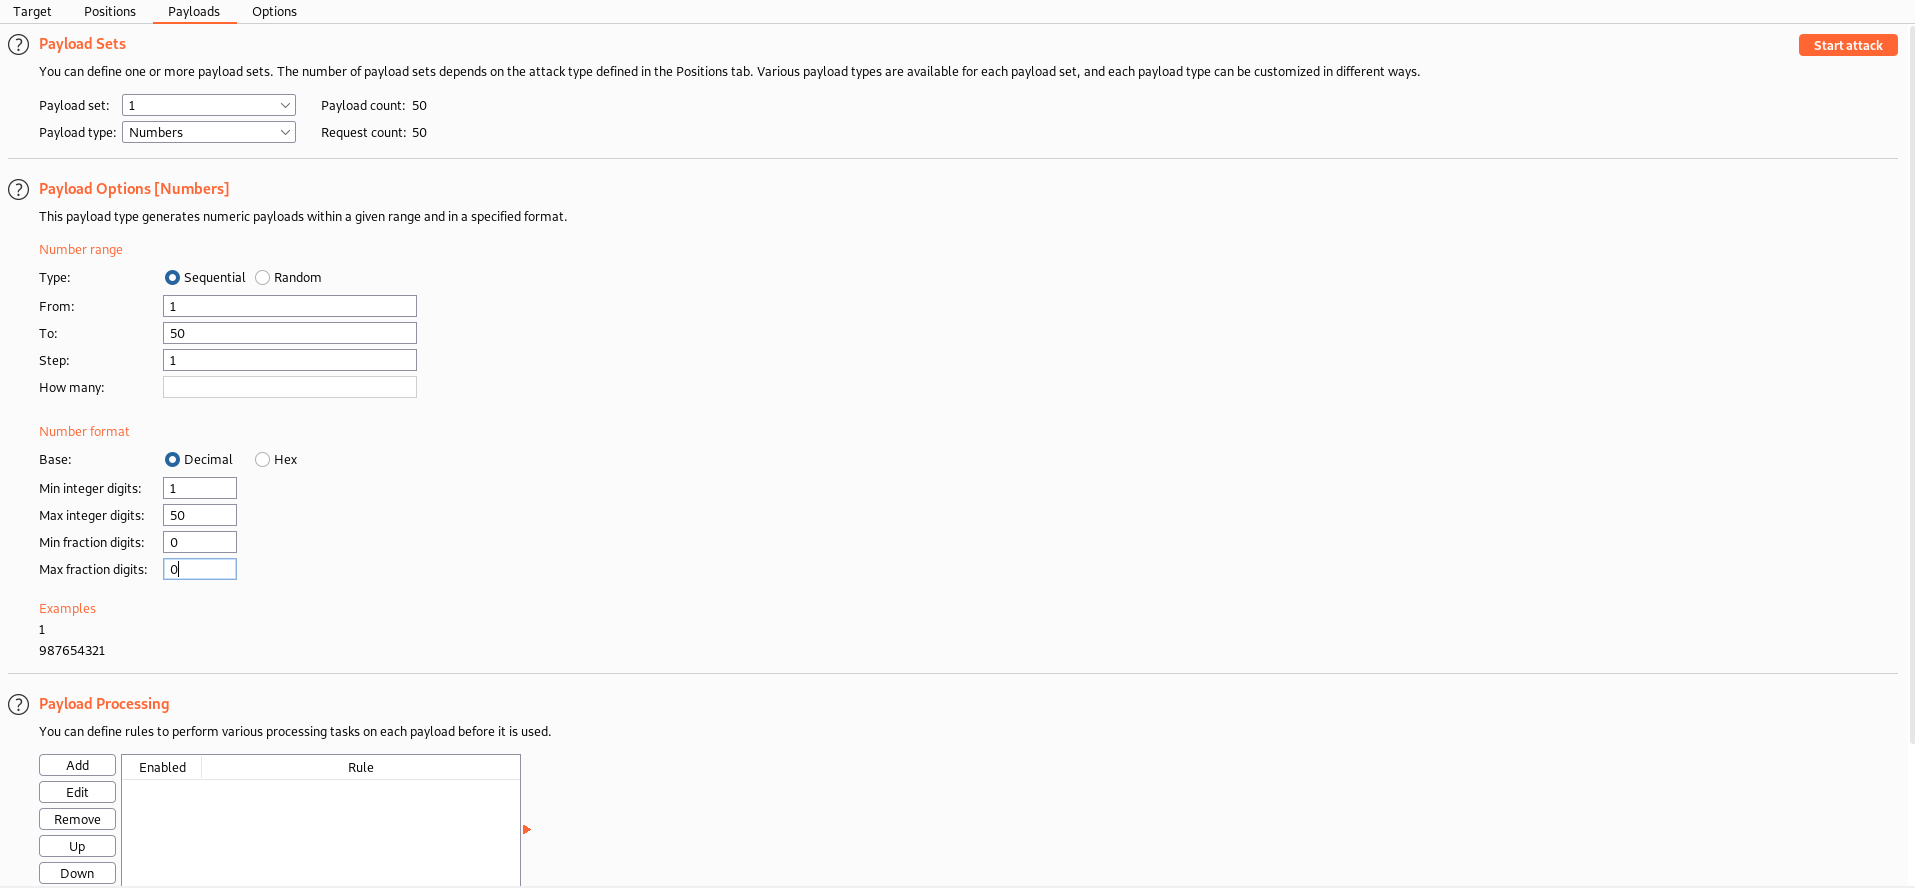 Target Positions Payloads Options
? Payload Sets
Start attack
You can define one or more payload sets. The number of payload sets depends on the attack type defined in the Positions tab. Various payload types are available for each payload set, and each payload type can be customized in different ways.
Payload set: 1 Payload count: 50
Payload type: Numbers Request count: 50
? Payload Options [Numbers]
This payload type generates numeric payloads within a given range and in a specified format.
Number range
Type: Sequential Random
From: 1
To: 50
Step: 1
How many:
Number format
Base: Decimal Hex
Min integer digits: 1
Max integer digits: 50
Min fraction digits: 0
Max fraction digits: 0
Examples
1
987654321
? Payload Processing
You can define rules to perform various processing tasks on each payload before it is used.
Add Enabled Rule
Edit
Remove
Up
Down